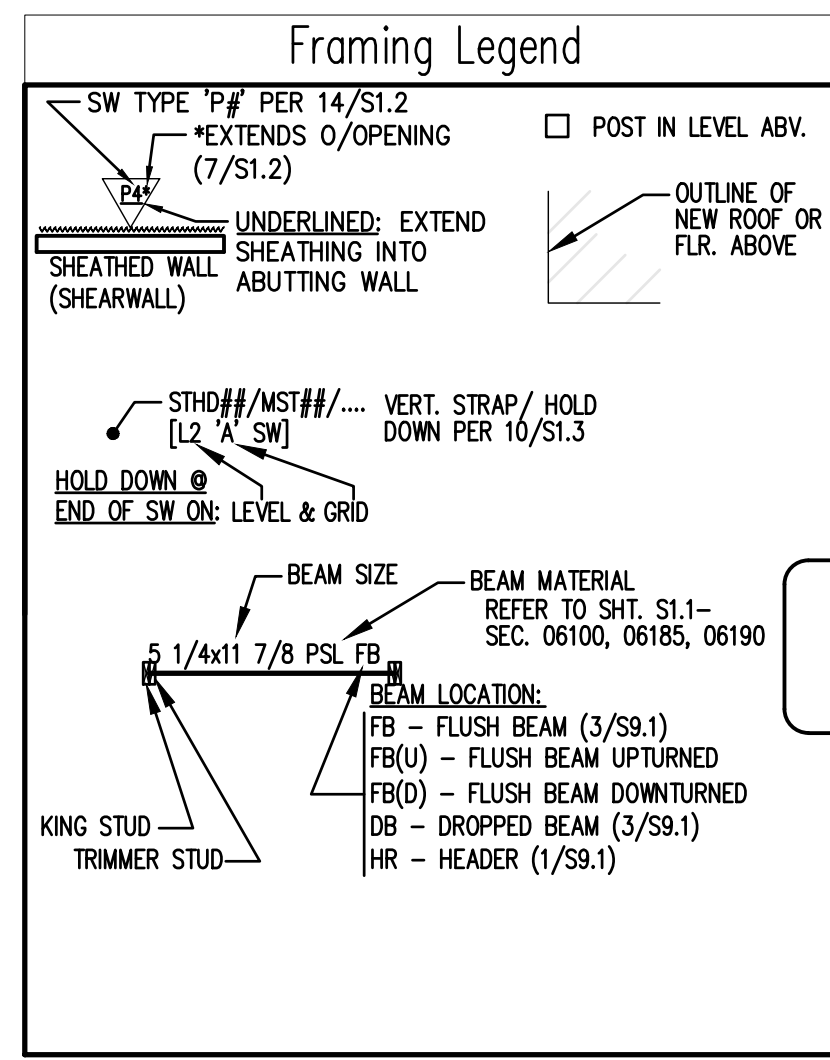 Framing Legend
SW TYPE 'P#' PER 14/S1.2
*EXTENDS O/OPENING
(7/S1.2)
P4*
UNDERLINED: EXTEND
SHEATHING INTO
ABUTTING WALL
SHEATHED WALL
(SHEARWALL)
POST IN LEVEL ABV.
OUTLINE OF
NEW ROOF OR
FLR. ABOVE
STHD##/MST##/.... VERT. STRAP/ HOLD
[L2 'A' SW] DOWN PER 10/S1.3
HOLD DOWN @
END OF SW ON: LEVEL & GRID
BEAM SIZE
BEAM MATERIAL
REFER TO SHT. S1.1–
SEC. 06100, 06185, 06190
5 1/4x11 7/8 PSL FB
BEAM LOCATION:
FB – FLUSH BEAM (3/S9.1)
FB(U) – FLUSH BEAM UPTURNED
FB(D) – FLUSH BEAM DOWNTURNED
DB – DROPPED BEAM (3/S9.1)
HR – HEADER (1/S9.1)
KING STUD
TRIMMER STUD